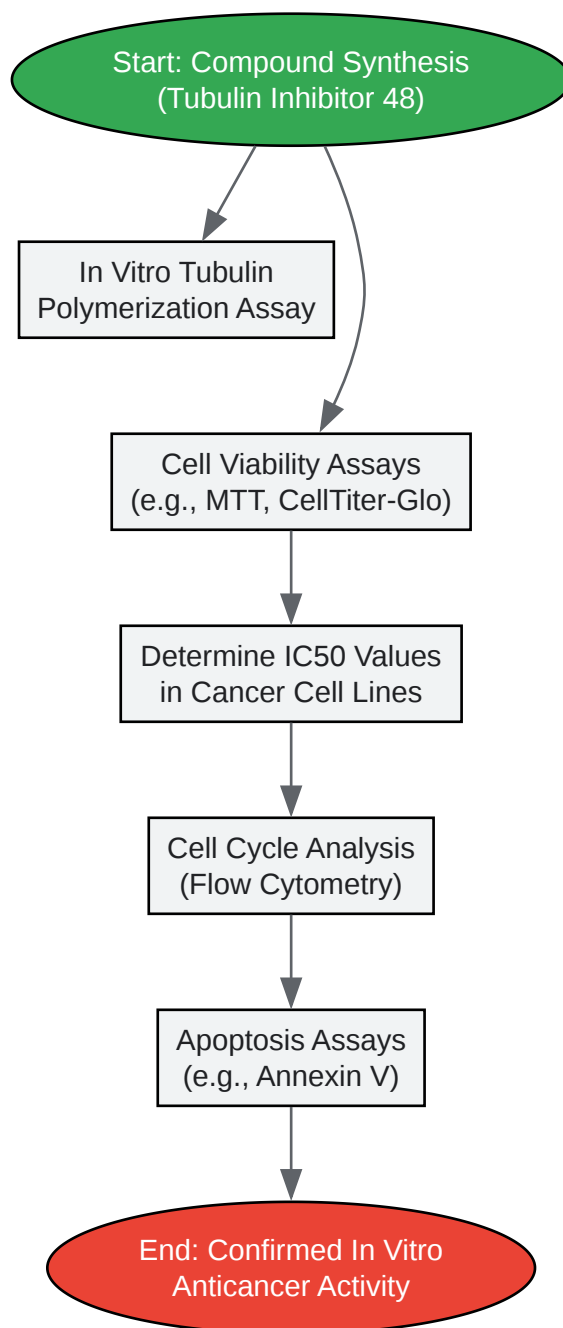 Start: Compound Synthesis
(Tubulin Inhibitor 48)
In Vitro Tubulin
Polymerization Assay
Cell Viability Assays
(e.g., MTT, CellTiter-Glo)
Determine IC50 Values
in Cancer Cell Lines
Cell Cycle Analysis
(Flow Cytometry)
Apoptosis Assays
(e.g., Annexin V)
End: Confirmed In Vitro
Anticancer Activity